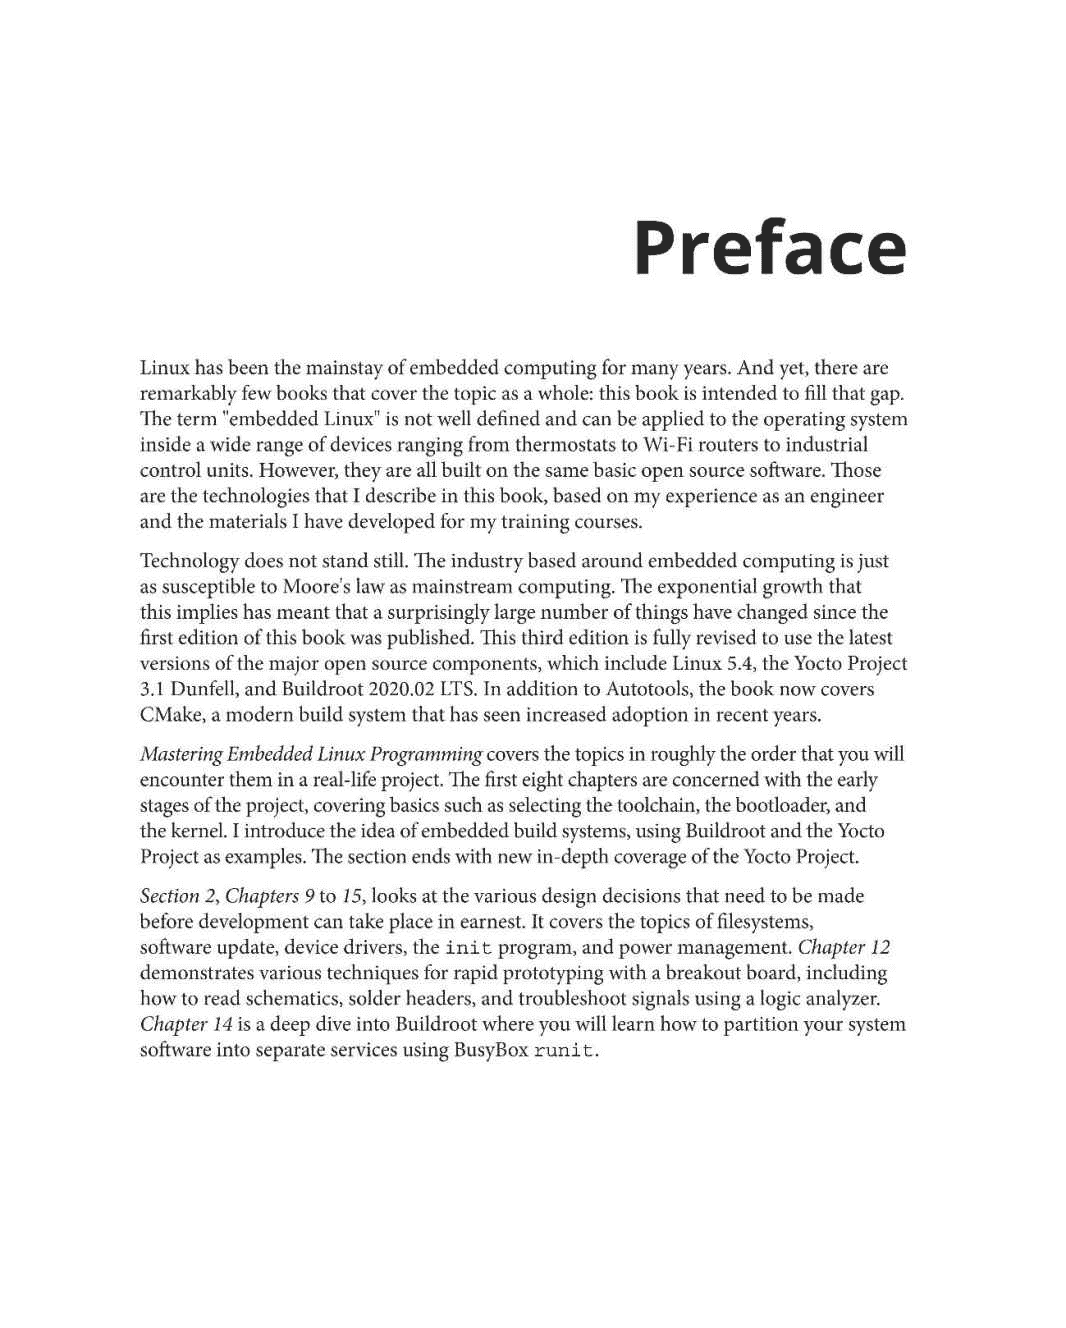 Preface
Linux has been the mainstay of embedded computing for many years. And yet, there are
remarkably few books that cover the topic as a whole: this book is intended to fill that gap.
The term "embedded Linux" is not well defined and can be applied to the operating system
inside a wide range of devices ranging from thermostats to Wi-Fi routers to industrial
control units. However, they are all built on the same basic open source software. Those
are the technologies that I describe in this book, based on my experience as an engineer
and the materials I have developed for my training courses.
Technology does not stand still. The industry based around embedded computing is just
as susceptible to Moore's law as mainstream computing. The exponential growth that
this implies has meant that a surprisingly large number of things have changed since the
first edition of this book was published. This third edition is fully revised to use the latest
versions of the major open source components, which include Linux 5.4, the Yocto Project
3.1 Dunfell, and Buildroot 2020.02 LTS. In addition to Autotools, the book now covers
CMake, a modern build system that has seen increased adoption in recent years.
Mastering Embedded Linux Programming covers the topics in roughly the order that you will
encounter them in a real-life project. The first eight chapters are concerned with the early
stages of the project, covering basics such as selecting the toolchain, the bootloader, and
the kernel. I introduce the idea of embedded build systems, using Buildroot and the Yocto
Project as examples. The section ends with new in-depth coverage of the Yocto Project.
Section 2, Chapters 9 to 15, looks at the various design decisions that need to be made
before development can take place in earnest. It covers the topics of filesystems,
software update, device drivers, the init program, and power management. Chapter 12
demonstrates various techniques for rapid prototyping with a breakout board, including
how to read schematics, solder headers, and troubleshoot signals using a logic analyzer.
Chapter 14 is a deep dive into Buildroot where you will learn how to partition your system
software into separate services using BusyBox runit.